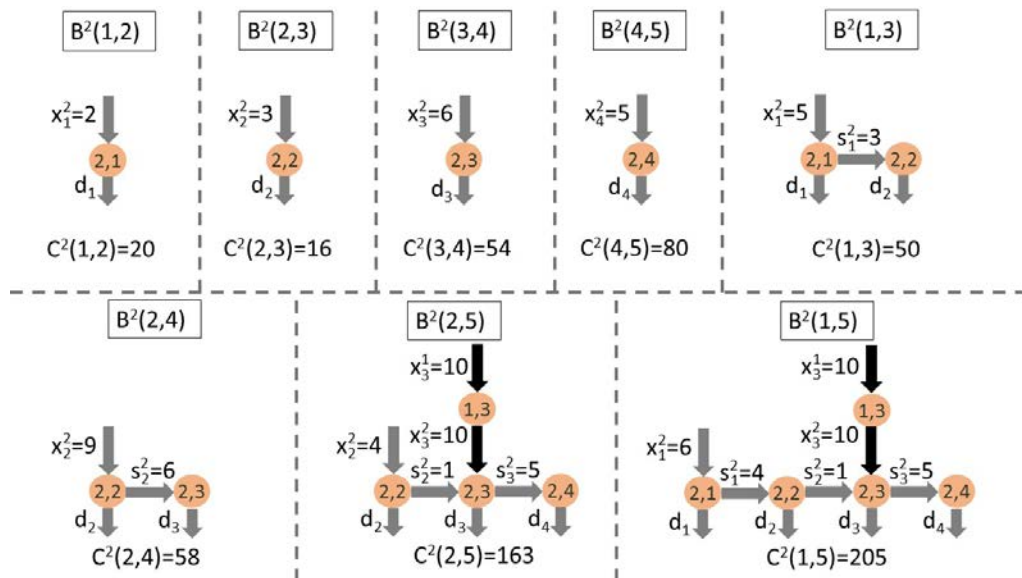 B²(1,2)
x₁²=2
2,1
d₁
C²(1,2)=20
B²(2,3)
x₂²=3
2,2
d₂
C²(2,3)=16
B²(3,4)
x₃²=6
2,3
d₃
C²(3,4)=54
B²(4,5)
x₄²=5
2,4
d₄
C²(4,5)=80
B²(1,3)
x₁²=5
s₁²=3
2,1 2,2
d₁ d₂
C²(1,3)=50
B²(2,4)
x₂²=9
s₂²=6
2,2 2,3
d₂ d₃
C²(2,4)=58
B²(2,5)
x₃¹=10
1,3
x₂²=4 x₃²=10
s₂²=1 s₃²=5
2,2 2,3 2,4
d₂ d₃ d₄
C²(2,5)=163
B²(1,5)
x₃¹=10
1,3
x₁²=6 x₃²=10
s₁²=4 s₂²=1 s₃²=5
2,1 2,2 2,3 2,4
d₁ d₂ d₃ d₄
C²(1,5)=205